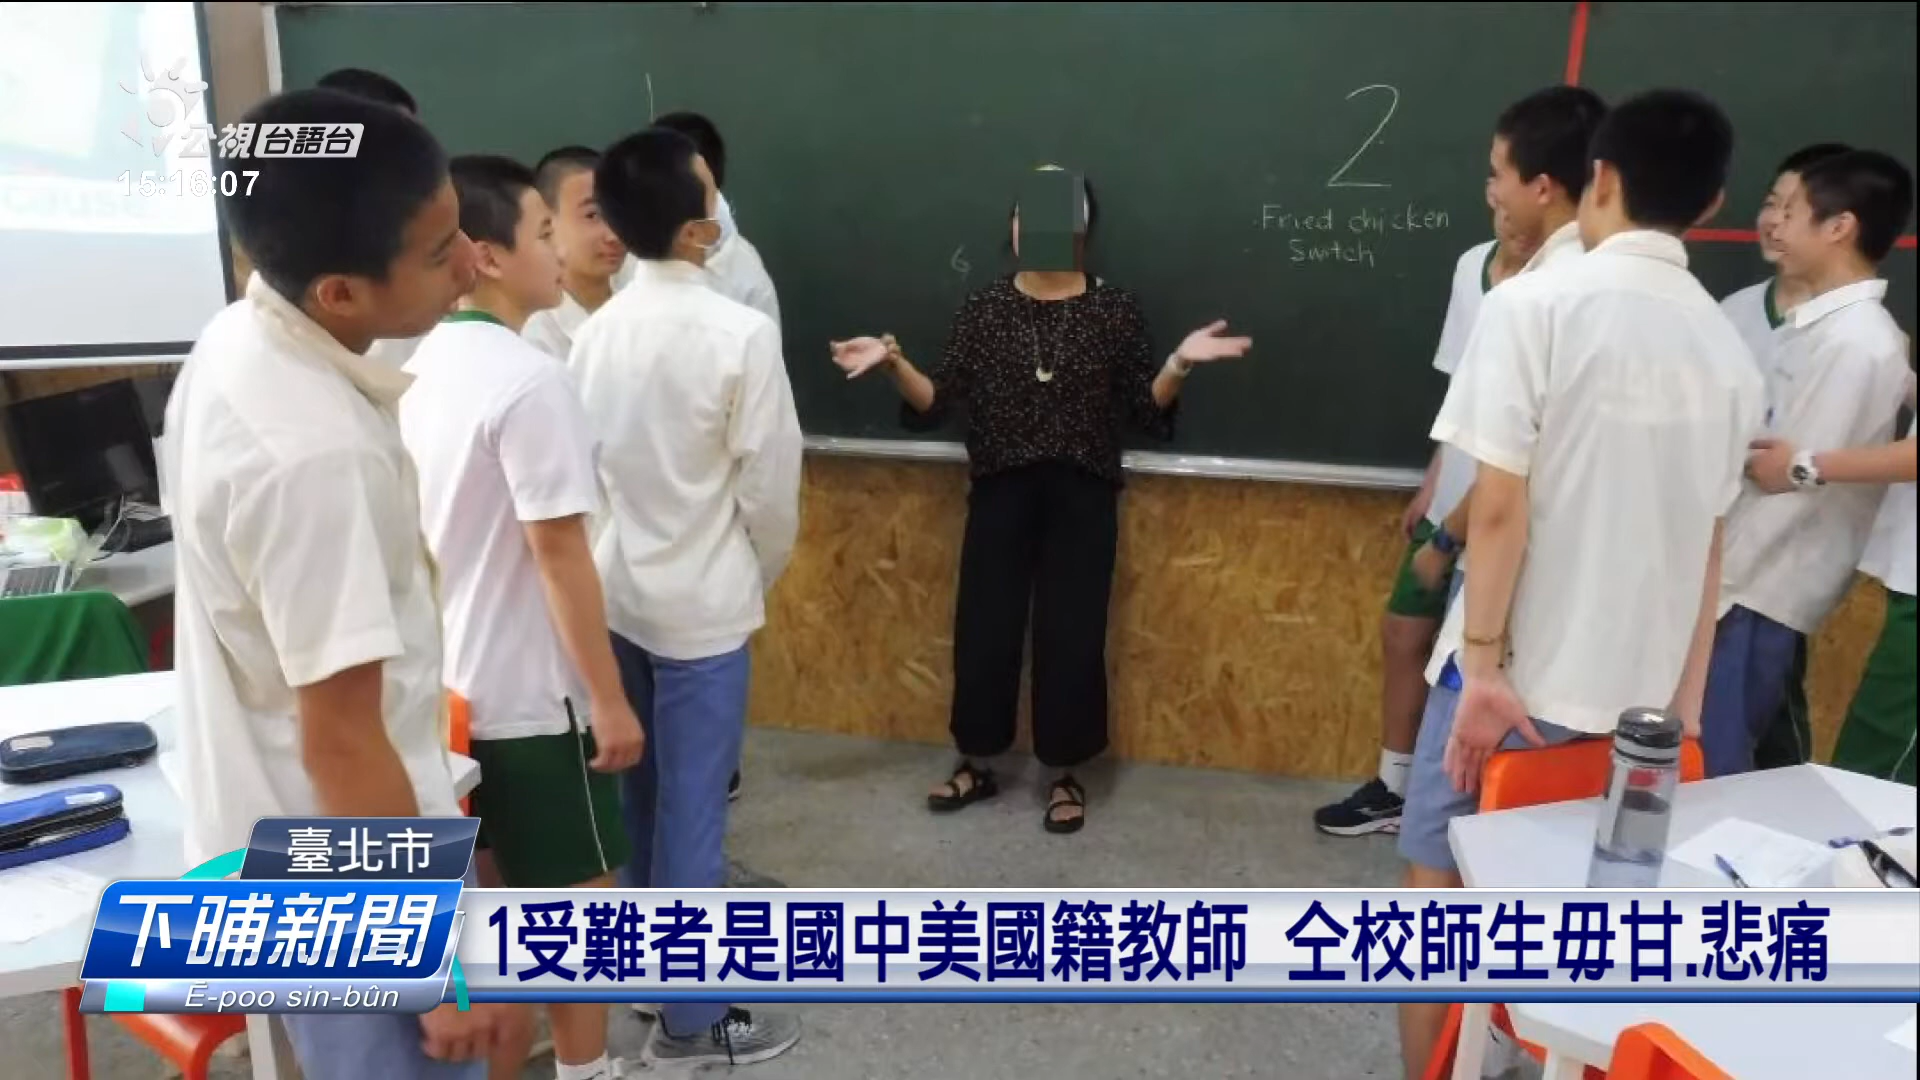 公視台語台
15:16:07
cause
1
2
Fried chicken
Switch
G
臺北市
下晡新聞
Ē-poo sin-bûn
1受難者是國中美國籍教師 仝校師生毋甘.悲痛